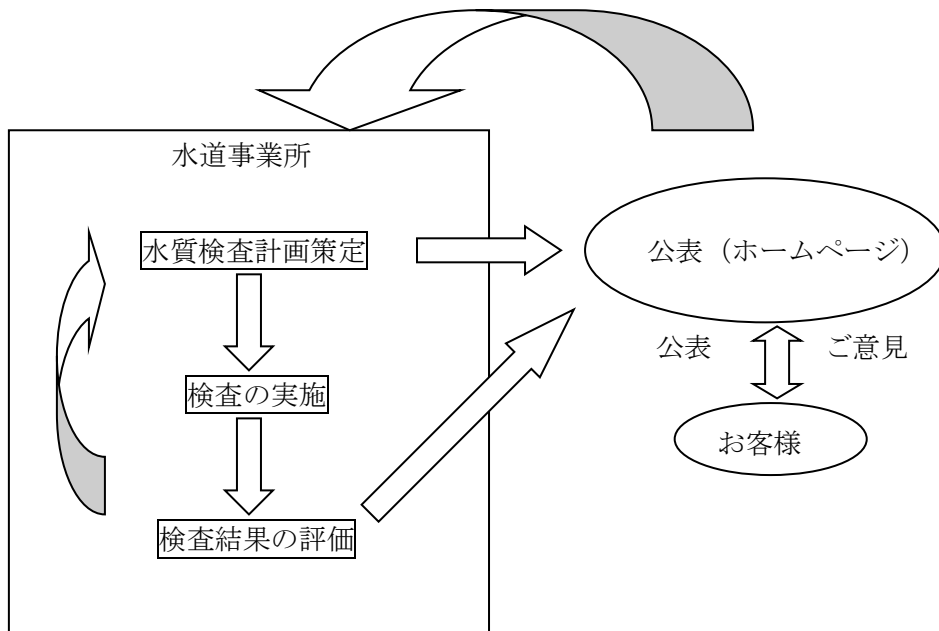 水道事業所
水質検査計画策定
公表（ホームページ）
公表
ご意見
検査の実施
お客様
検査結果の評価